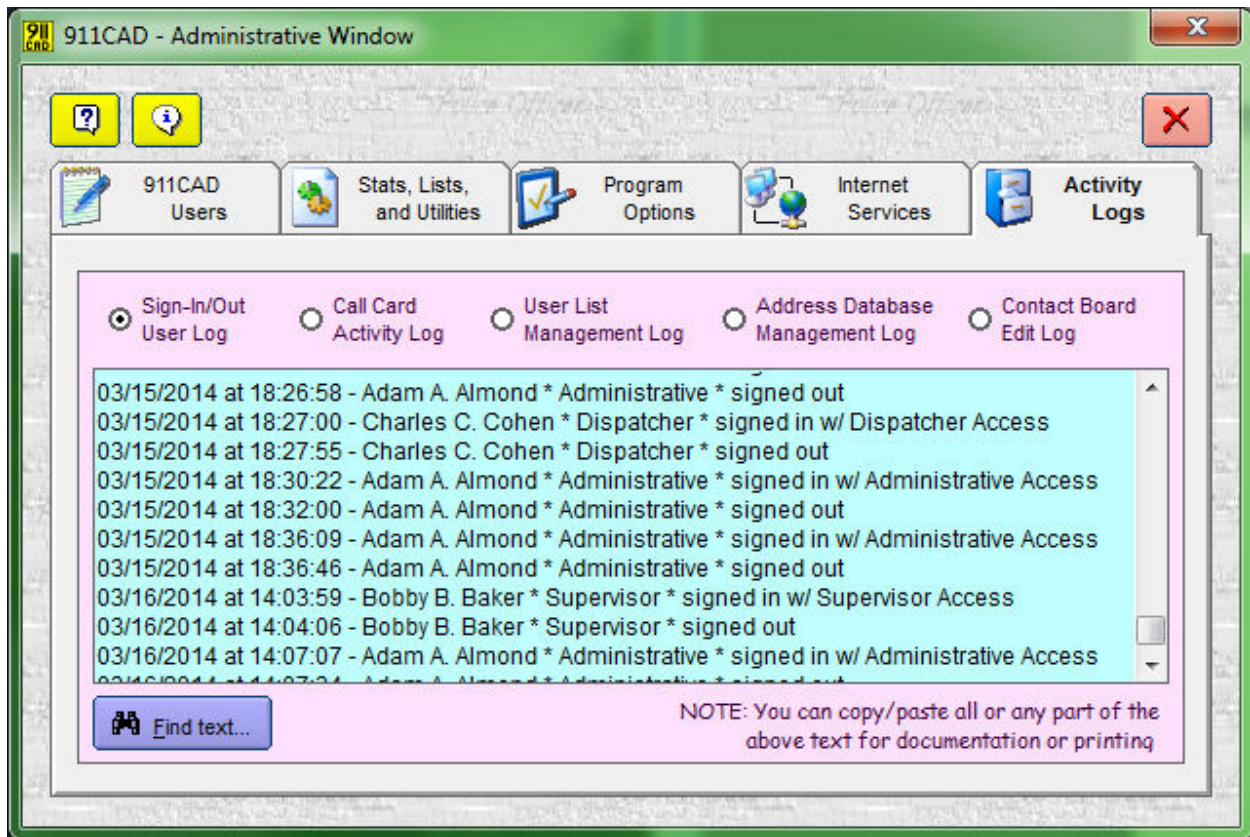 911CAD - Administrative Window
911CAD
Users
Stats, Lists,
and Utilities
Program
Options
Internet
Services
Activity
Logs
Sign-In/Out
User Log
Call Card
Activity Log
User List
Management Log
Address Database
Management Log
Contact Board
Edit Log
03/15/2014 at 18:26:58 - Adam A. Almond * Administrative * signed out
03/15/2014 at 18:27:00 - Charles C. Cohen * Dispatcher * signed in w/ Dispatcher Access
03/15/2014 at 18:27:55 - Charles C. Cohen * Dispatcher * signed out
03/15/2014 at 18:30:22 - Adam A. Almond * Administrative * signed in w/ Administrative Access
03/15/2014 at 18:32:00 - Adam A. Almond * Administrative * signed out
03/15/2014 at 18:36:09 - Adam A. Almond * Administrative * signed in w/ Administrative Access
03/15/2014 at 18:36:46 - Adam A. Almond * Administrative * signed out
03/16/2014 at 14:03:59 - Bobby B. Baker * Supervisor * signed in w/ Supervisor Access
03/16/2014 at 14:04:06 - Bobby B. Baker * Supervisor * signed out
03/16/2014 at 14:07:07 - Adam A. Almond * Administrative * signed in w/ Administrative Access
Find text...
NOTE: You can copy/paste all or any part of the
above text for documentation or printing